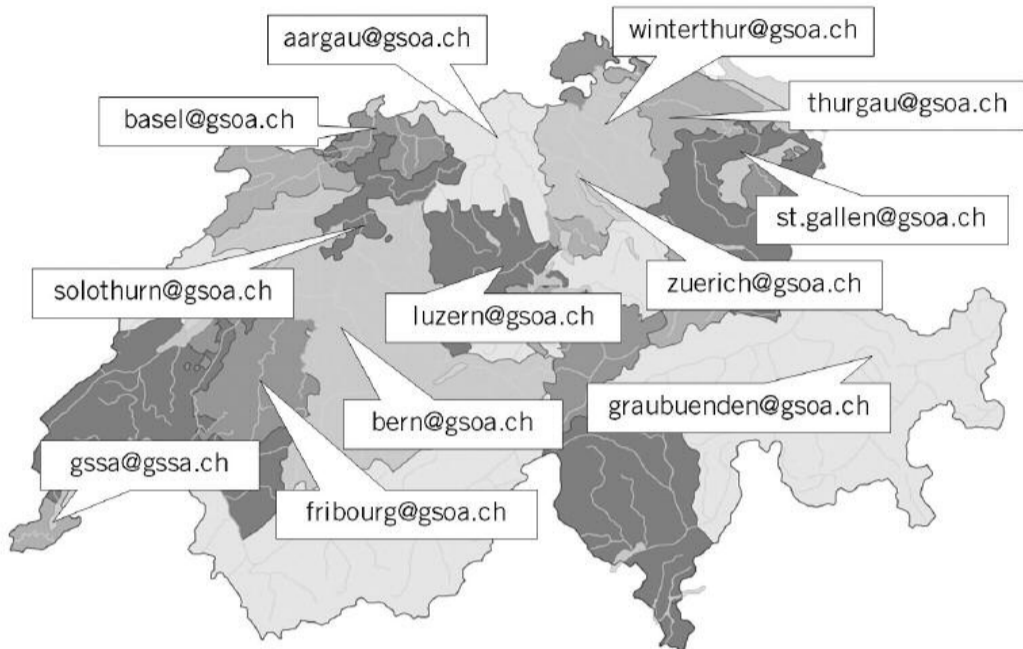 aargau@gsoa.ch
winterthur@gsoa.ch
basel@gsoa.ch
thurgau@gsoa.ch
st.gallen@gsoa.ch
solothurn@gsoa.ch
zuerich@gsoa.ch
luzern@gsoa.ch
graubuenden@gsoa.ch
bern@gsoa.ch
gssa@gssa.ch
fribourg@gsoa.ch